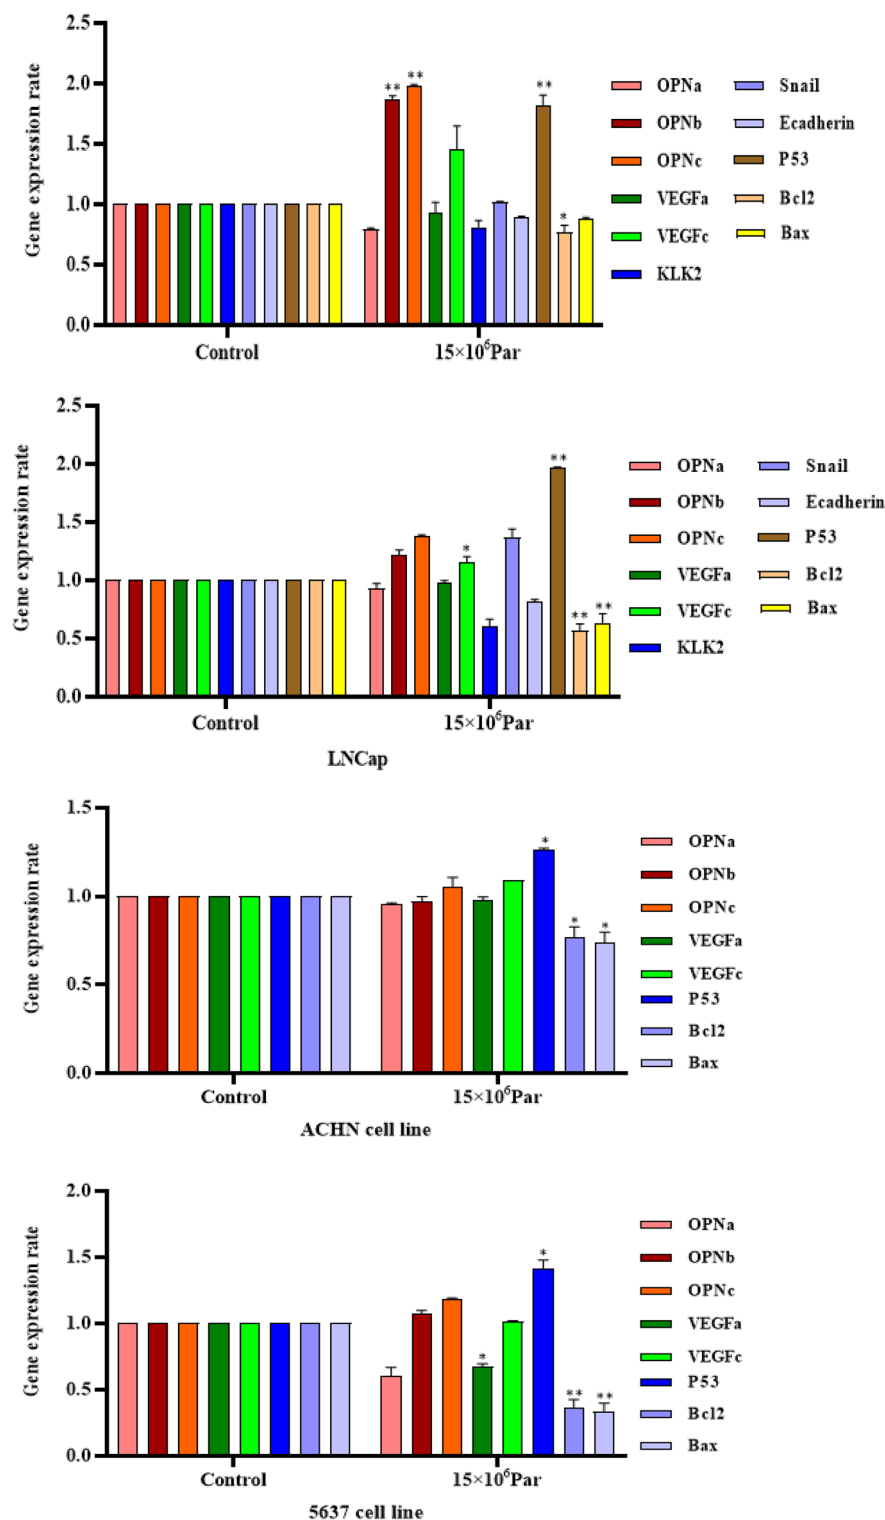 2.5
2.0
1.5
1.0
0.5
0.0
Gene expression rate
** ** ** *
Control
15×10⁶Par
OPNa
OPNb
OPNc
VEGFa
VEGFc
KLK2
Snail
Ecadherin
P53
Bcl2
Bax
2.5
2.0
1.5
1.0
0.5
0.0
Gene expression rate
* ** ** **
Control
15×10⁶Par
LNCap
OPNa
OPNb
OPNc
VEGFa
VEGFc
KLK2
Snail
Ecadherin
P53
Bcl2
Bax
1.5
1.0
0.5
0.0
Gene expression rate
* * *
Control
15×10⁶Par
ACHN cell line
OPNa
OPNb
OPNc
VEGFa
VEGFc
P53
Bcl2
Bax
2.0
1.5
1.0
0.5
0.0
Gene expression rate
* * ** **
Control
15×10⁶Par
5637 cell line
OPNa
OPNb
OPNc
VEGFa
VEGFc
P53
Bcl2
Bax